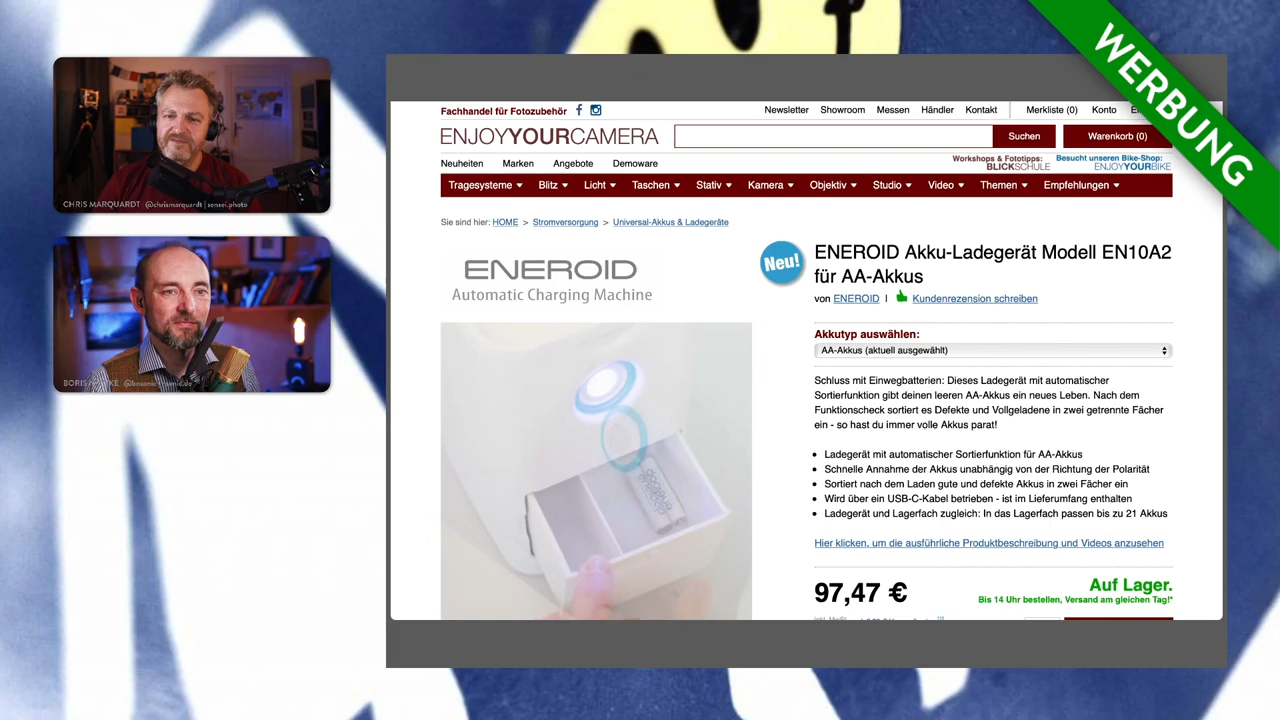 WERBUNG
CHRIS MARQUARDT @chrismarquardt | sensei.photo
BORIS
Fachhandel für Fotozubehör
Newsletter Showroom Messen Händler Kontakt Merkliste (0) Konto
ENJOYYOURCAMERA
Suchen
Warenkorb (0)
Neuheiten Marken Angebote Demoware
Workshops & Fototipps:
BLICKSCHULE
Besucht unseren Bike-Shop:
ENJOYYOURBIKE
Tragesysteme Blitz Licht Taschen Stativ Kamera Objektiv Studio Video Themen Empfehlungen
Sie sind hier: HOME > Stromversorgung > Universal-Akkus & Ladegeräte
ENEROID
Automatic Charging Machine
Neu!
ENEROID Akku-Ladegerät Modell EN10A2
für AA-Akkus
von ENEROID | Kundenrezension schreiben
Akkutyp auswählen:
AA-Akkus (aktuell ausgewählt)
Schluss mit Einwegbatterien: Dieses Ladegerät mit automatischer
Sortierfunktion gibt deinen leeren AA-Akkus ein neues Leben. Nach dem
Funktionscheck sortiert es Defekte und Vollgeladene in zwei getrennte Fächer
ein - so hast du immer volle Akkus parat!
• Ladegerät mit automatischer Sortierfunktion für AA-Akkus
• Schnelle Annahme der Akkus unabhängig von der Richtung der Polarität
• Sortiert nach dem Laden gute und defekte Akkus in zwei Fächer ein
• Wird über ein USB-C-Kabel betrieben - ist im Lieferumfang enthalten
• Ladegerät und Lagerfach zugleich: In das Lagerfach passen bis zu 21 Akkus
Hier klicken, um die ausführliche Produktbeschreibung und Videos anzusehen
97,47 €
Auf Lager.
Bis 14 Uhr bestellen, Versand am gleichen Tag!*